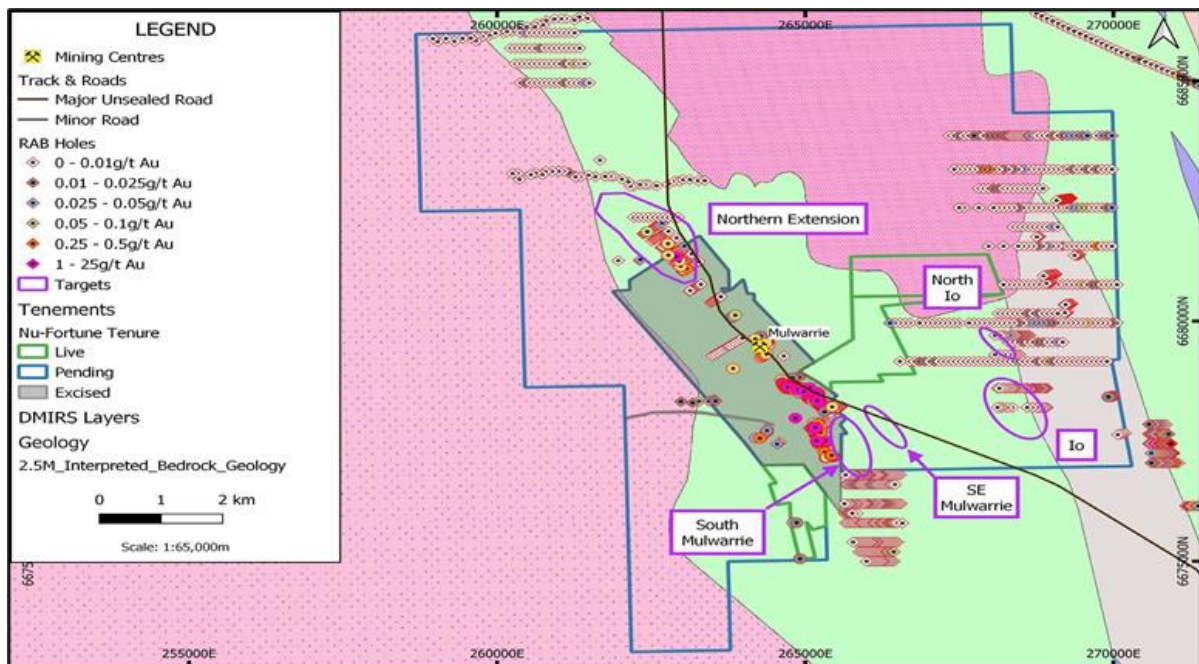 LEGEND
Mining Centres
Track & Roads
Major Unsealed Road
Minor Road
RAB Holes
0 - 0.01g/t Au
0.01 - 0.025g/t Au
0.025 - 0.05g/t Au
0.05 - 0.1g/t Au
0.25 - 0.5g/t Au
1 - 25g/t Au
Targets
Tenements
Nu-Fortune Tenure
Live
Pending
Excised
DMIRS Layers
Geology
2.5M_Interpreted_Bedrock_Geology
0 1 2 km
Scale: 1:65,000m
260000E
265000E
270000E
6685000N
Northern Extension
North
Io
6680000N
Mulwarrie
Io
SE
Mulwarrie
South
Mulwarrie
6675000N
255000E
260000E
265000E
270000E